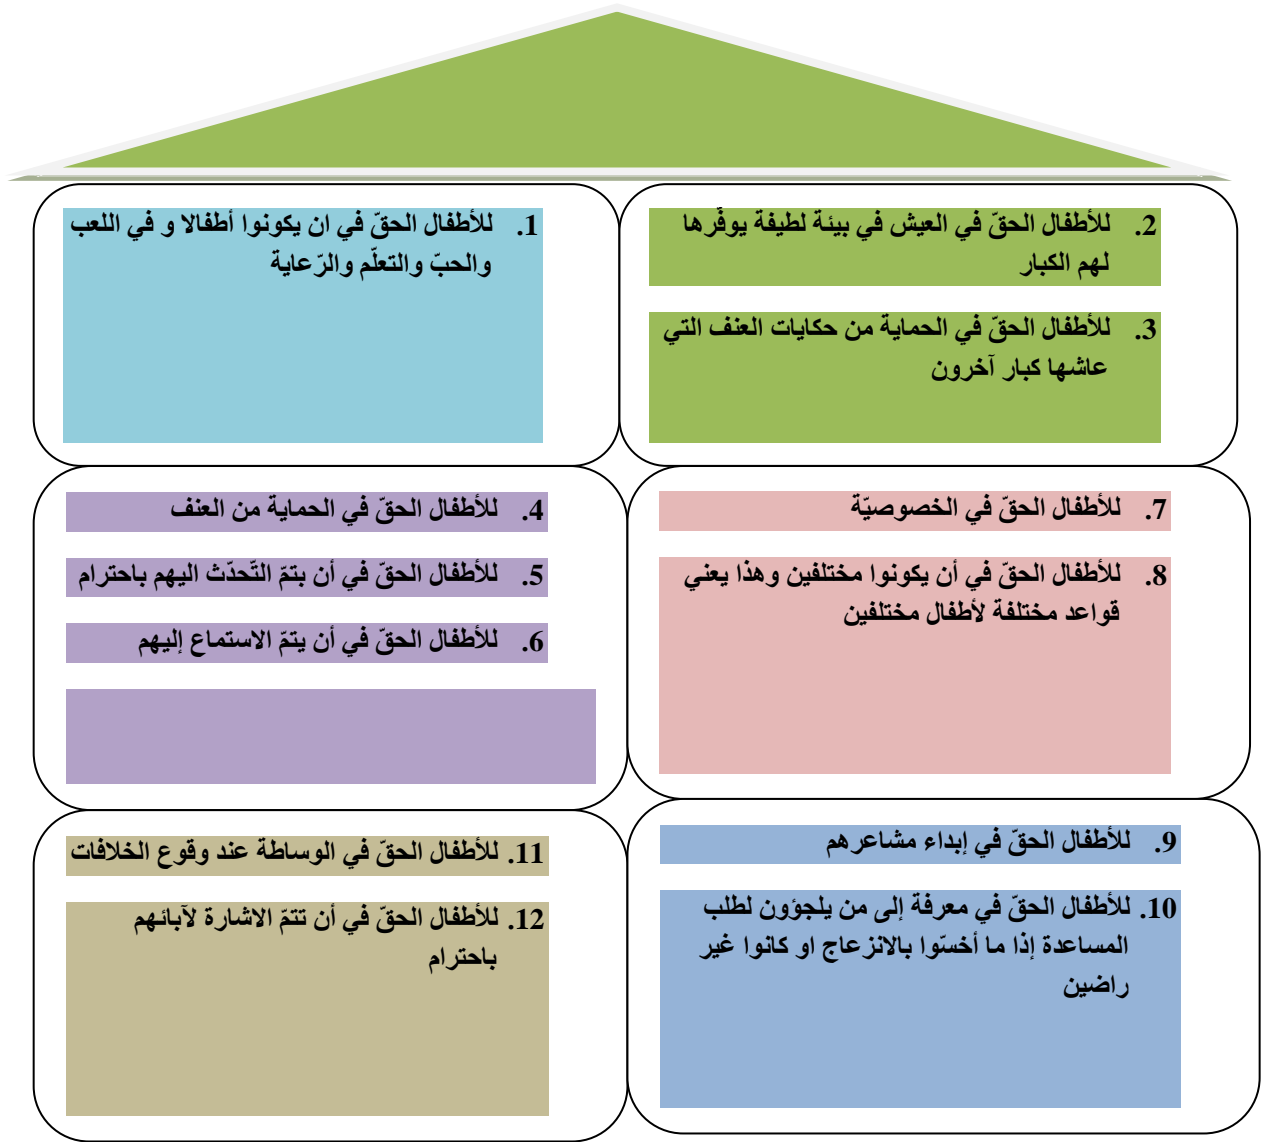 1. للأطفال الحقّ في ان يكونوا أطفالا و في اللعب
والحبّ والتعلّم والرّعاية
2. للأطفال الحقّ في العيش في بيئة لطيفة يوفّرها
لهم الكبار
3. للأطفال الحقّ في الحماية من حكايات العنف التي
عاشها كبار آخرون
4. للأطفال الحقّ في الحماية من العنف
5. للأطفال الحقّ في أن بتمّ التّحدّث اليهم باحترام
6. للأطفال الحقّ في أن يتمّ الاستماع إليهم
7. للأطفال الحقّ في الخصوصيّة
8. للأطفال الحقّ في أن يكونوا مختلفين وهذا يعني
قواعد مختلفة لأطفال مختلفين
9. للأطفال الحقّ في إبداء مشاعرهم
10. للأطفال الحقّ في معرفة إلى من يلجؤون لطلب
المساعدة إذا ما أخسّوا بالانزعاج او كانوا غير
راضين
11. للأطفال الحقّ في الوساطة عند وقوع الخلافات
12. للأطفال الحقّ في أن تتمّ الاشارة لآبائهم
باحترام